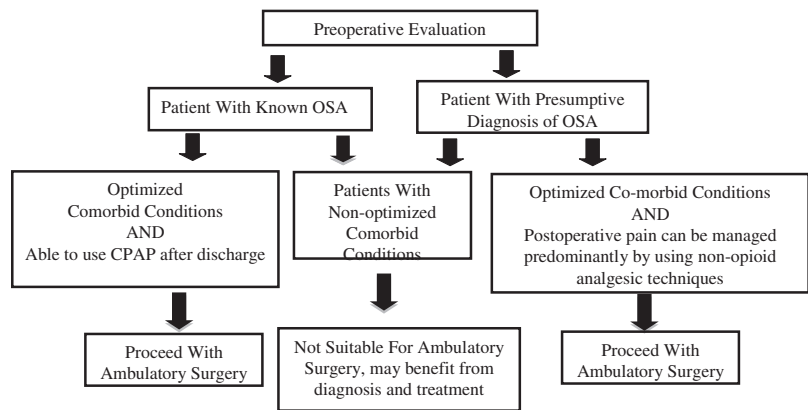 Preoperative Evaluation
Patient With Known OSA
Patient With Presumptive
Diagnosis of OSA
Optimized
Comorbid Conditions
AND
Able to use CPAP after discharge
Patients With
Non-optimized
Comorbid
Conditions
Optimized Co-morbid Conditions
AND
Postoperative pain can be managed
predominantly by using non-opioid
analgesic techniques
Proceed With
Ambulatory Surgery
Not Suitable For Ambulatory
Surgery, may benefit from
diagnosis and treatment
Proceed With
Ambulatory Surgery